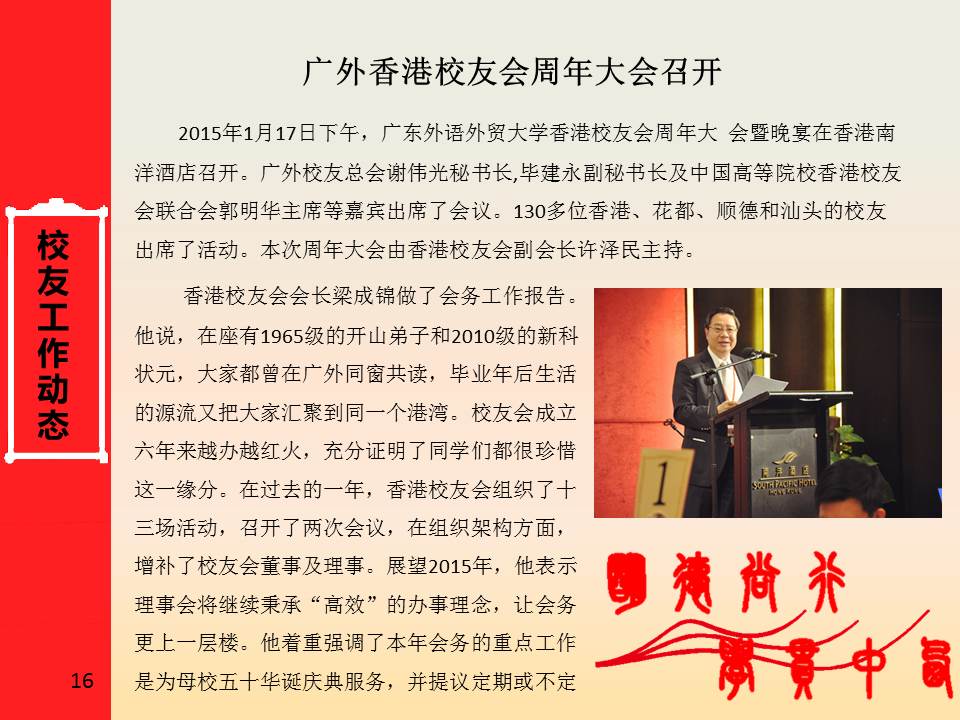 广外香港校友会周年大会召开
2015年1月17日下午，广东外语外贸大学香港校友会周年大 会暨晚宴在香港南
洋酒店召开。广外校友总会谢伟光秘书长,毕建永副秘书长及中国高等院校香港校友
会联合会郭明华主席等嘉宾出席了会议。130多位香港、花都、顺德和汕头的校友
出席了活动。本次周年大会由香港校友会副会长许泽民主持。
香港校友会会长梁成锦做了会务工作报告。
他说，在座有1965级的开山弟子和2010级的新科
状元，大家都曾在广外同窗共读，毕业年后生活
的源流又把大家汇聚到同一个港湾。校友会成立
六年来越办越红火，充分证明了同学们都很珍惜
这一缘分。在过去的一年，香港校友会组织了十
三场活动，召开了两次会议，在组织架构方面，
增补了校友会董事及理事。展望2015年，他表示
理事会将继续秉承“高效”的办事理念，让会务
更上一层楼。他着重强调了本年会务的重点工作
是为母校五十华诞庆典服务，并提议定期或不定
校友工作动态
16
1
南洋酒店
SOUTH PACIFIC HOTEL
HONG KONG
明德尚行
學貫中西